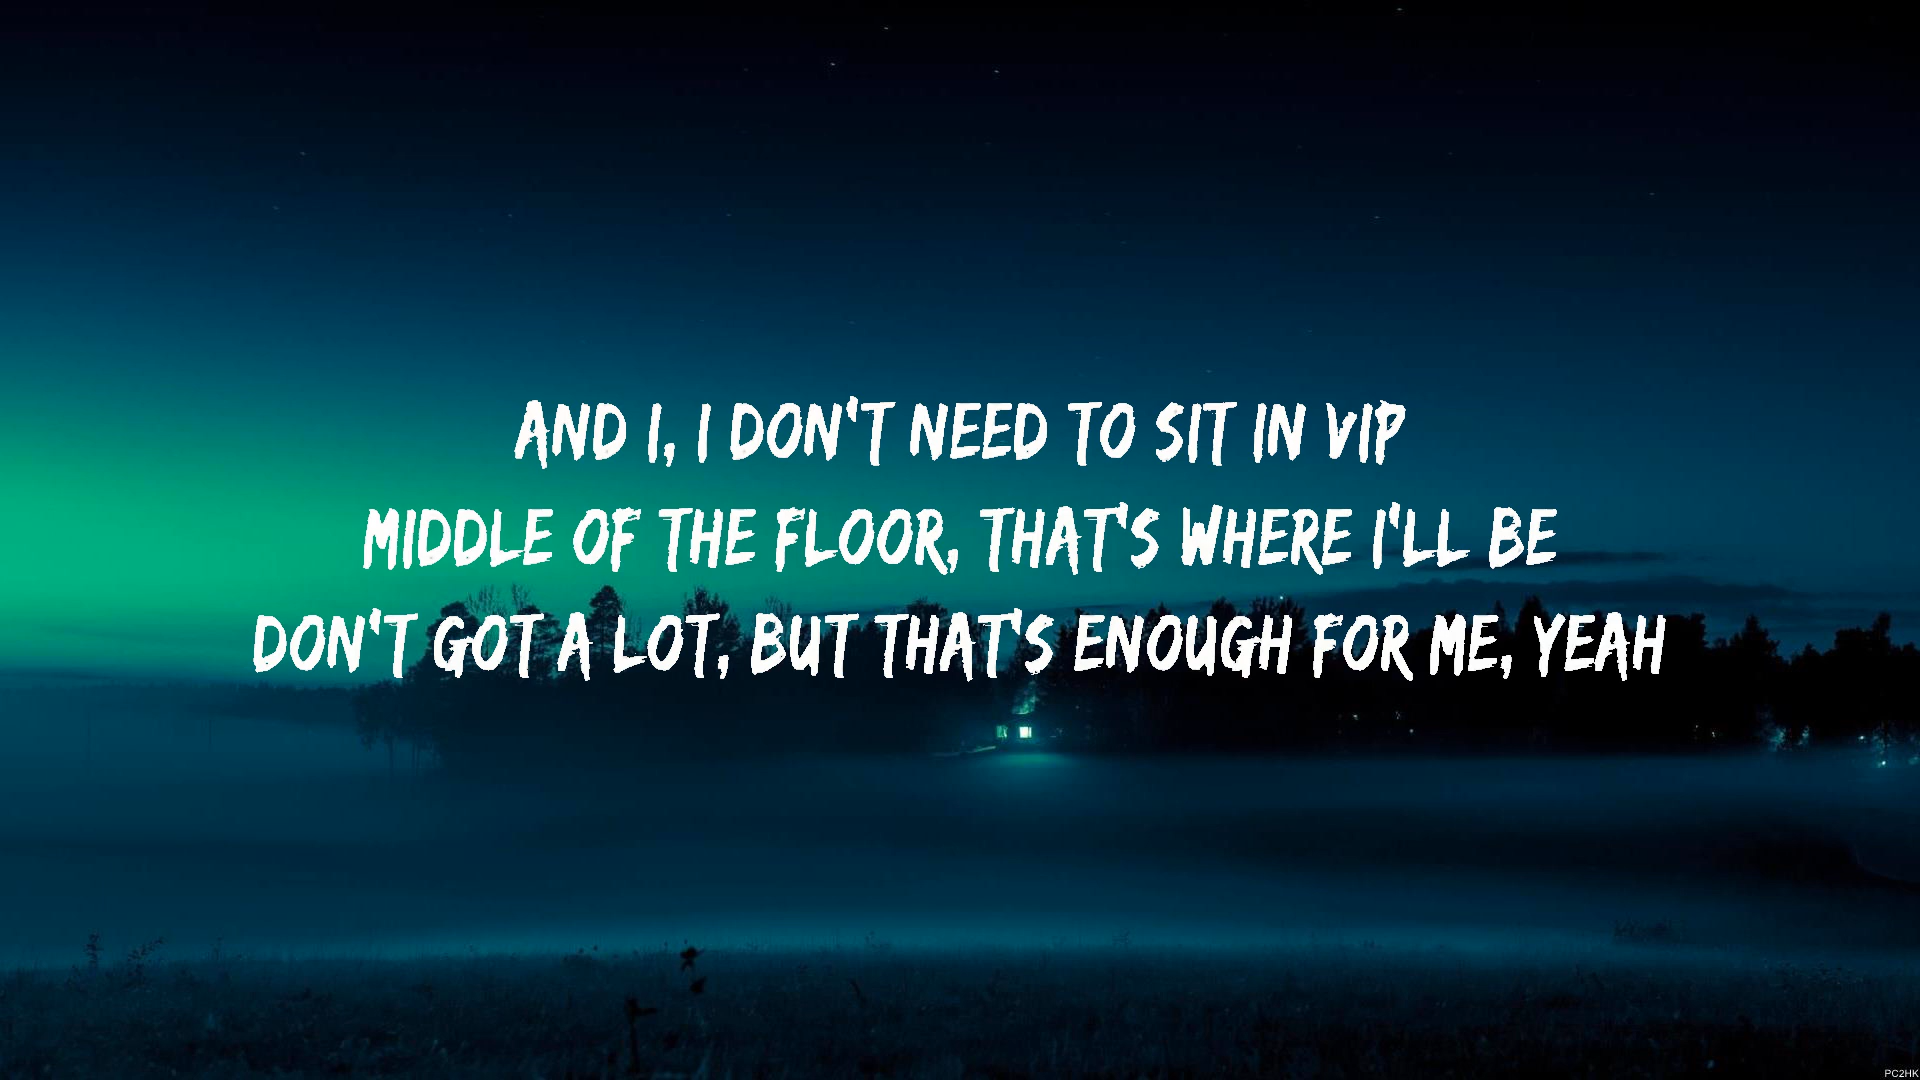 AND I, I DON'T NEED TO SIT IN VIP
MIDDLE OF THE FLOOR, THAT'S WHERE I'LL BE
DON'T GOT A LOT, BUT THAT'S ENOUGH FOR ME, YEAH
PC2HK